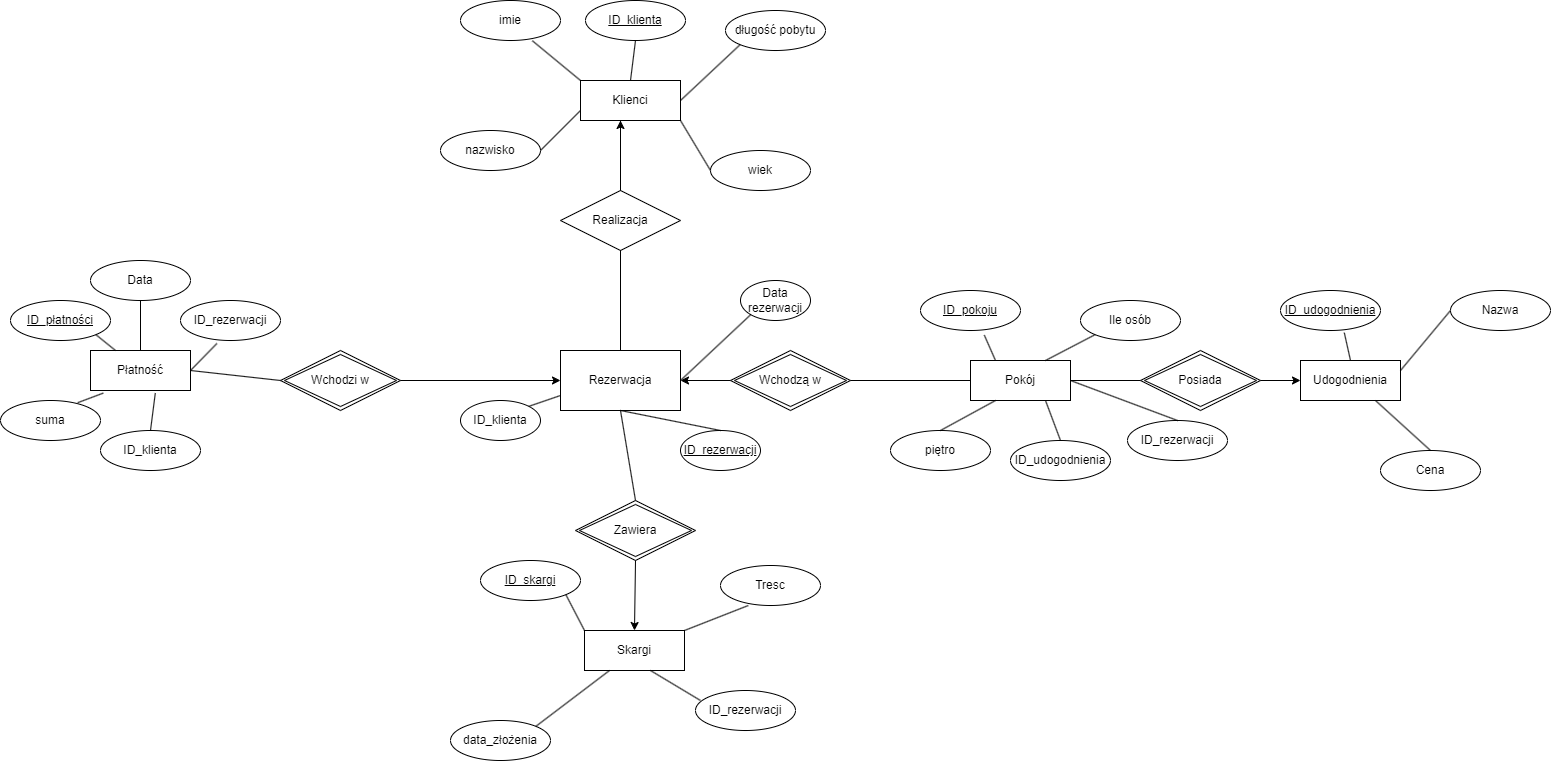 imie
ID_klienta
długość pobytu
Klienci
nazwisko
wiek
Realizacja
Data
ID_płatności
ID_rezerwacji
Płatność
suma
ID_klienta
Wchodzi w
Data
rezerwacji
Rezerwacja
ID_klienta
ID_rezerwacji
Wchodzą w
ID_pokoju
Ile osób
Pokój
piętro
ID_udogodnienia
ID_rezerwacji
Posiada
ID_udogodnienia
Nazwa
Udogodnienia
Cena
Zawiera
ID_skargi
Tresc
Skargi
ID_rezerwacji
data_złożenia